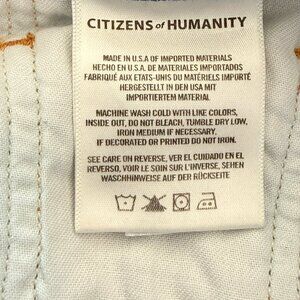 CITIZENS of HUMANITY
MADE IN U.S.A OF IMPORTED MATERIALS
HECHO EN U.S.A. DE MATERIALES IMPORTADOS
FABRIQUÉ AUX ETATS-UNIS DU MATÉRIELS IMPORTÉ
HERGESTELLT IN DEN USA MIT
IMPORTIERTEM MATERIAL
MACHINE WASH COLD WITH LIKE COLORS,
INSIDE OUT, DO NOT BLEACH, TUMBLE DRY LOW,
IRON MEDIUM IF NECESSARY.
IF DECORATED OR PRINTED DO NOT IRON.
SEE CARE ON REVERSE, VER EL CUIDADO EN EL
REVERSO, VOIR LE SOIN SUR L'INVERSE, SEHEN
WASCHHINWEISE AUF DER RÜCKSEITE